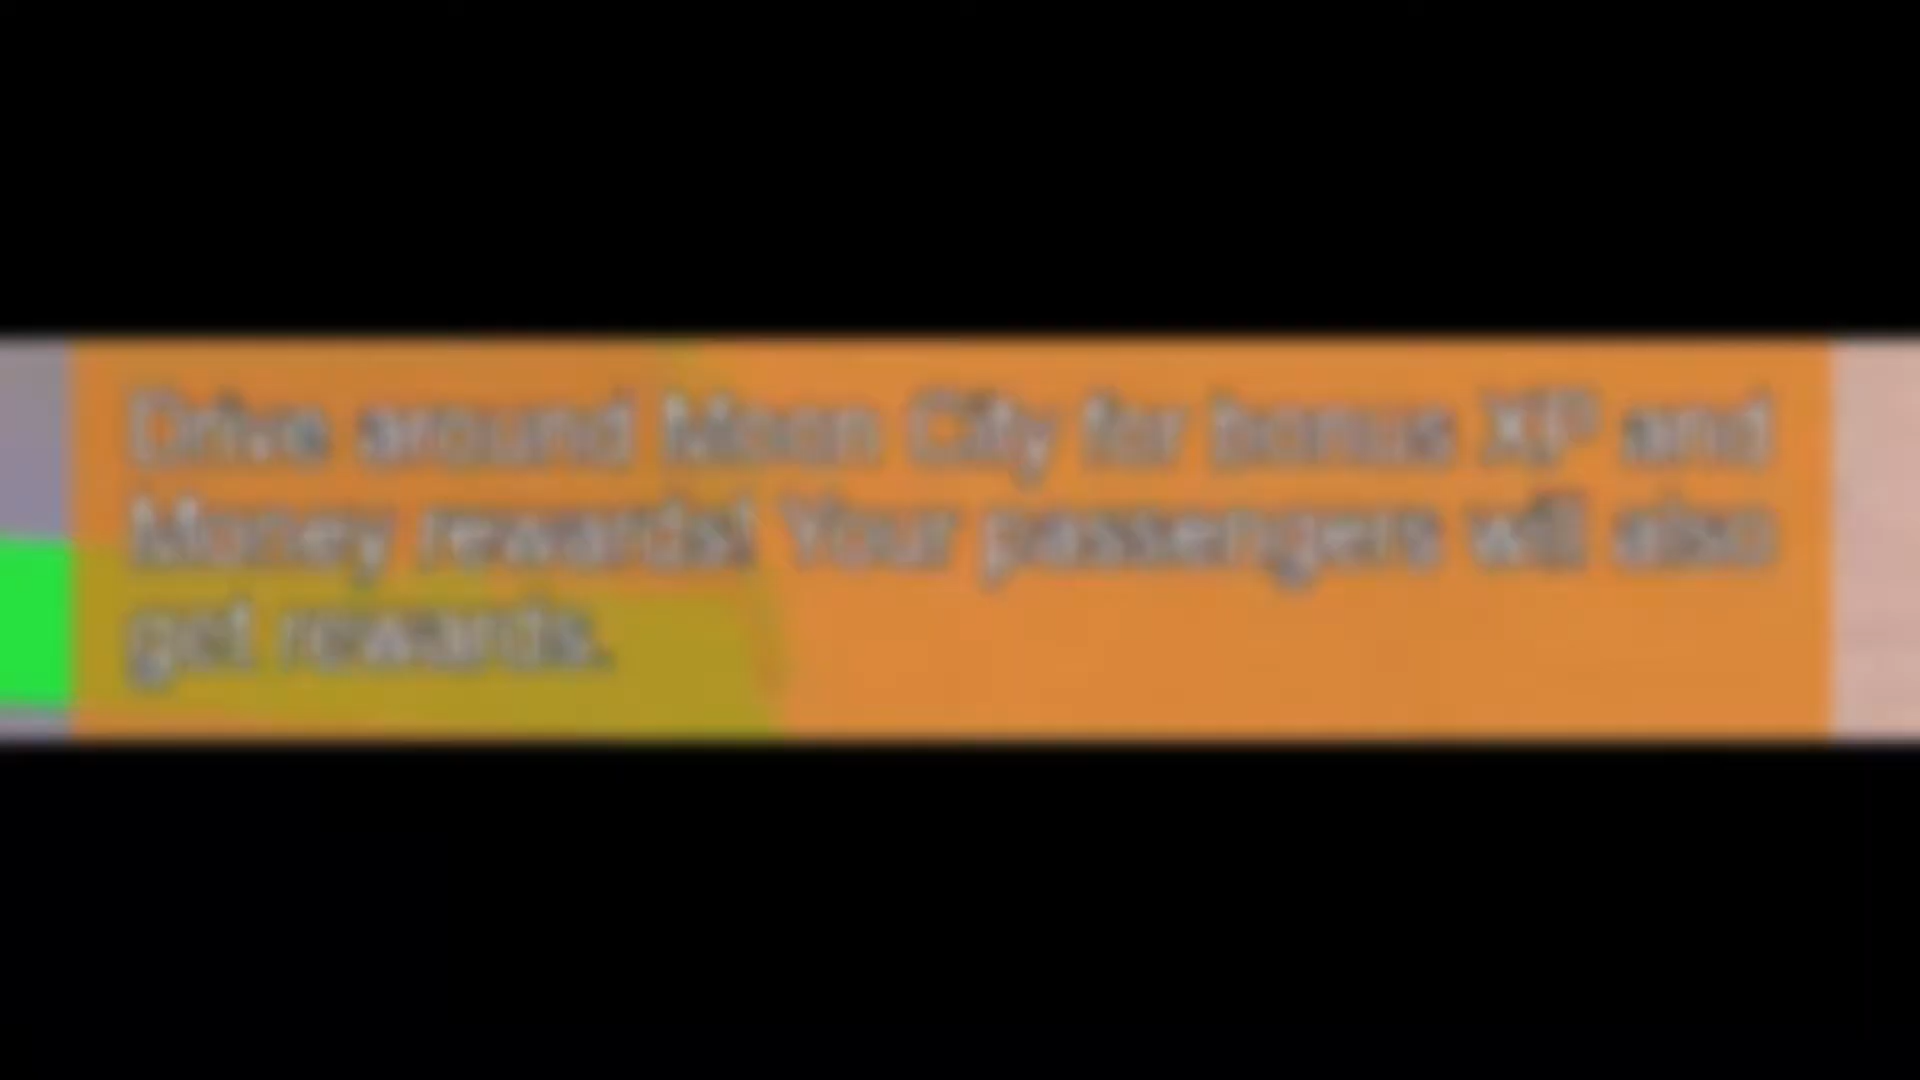 Drive around Moon City for bonus XP and
Money rewards! Your passengers will also
get rewards.